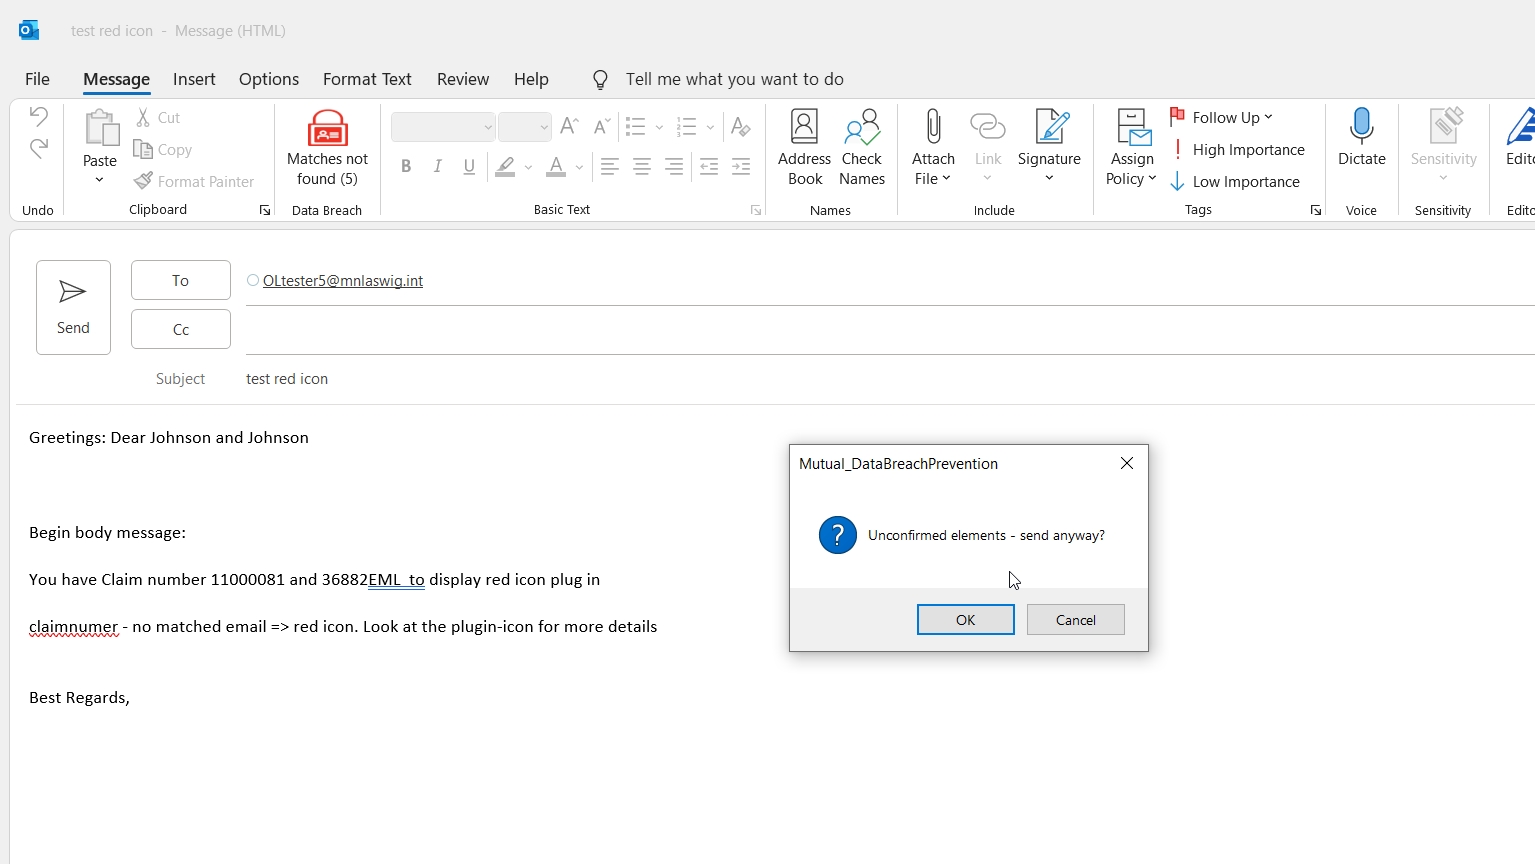 test red icon - Message (HTML)
File Message Insert Options Format Text Review Help Tell me what you want to do
Paste
Cut
Copy
Format Painter
Matches not
found (5)
B I U A
Address
Book
Check
Names
Attach
File
Link
Signature
Assign
Policy
Follow Up
High Importance
Low Importance
Dictate
Sensitivity
Edito
Undo Clipboard Data Breach Basic Text Names Include Tags Voice Sensitivity Edito
Send
To OLtester5@mnlaswig.int
Cc
Subject test red icon
Greetings: Dear Johnson and Johnson
Begin body message:
You have Claim number 11000081 and 36882EML to display red icon plug in
claimnumer - no matched email => red icon. Look at the plugin-icon for more details
Best Regards,
Mutual_DataBreachPrevention
Unconfirmed elements - send anyway?
OK Cancel